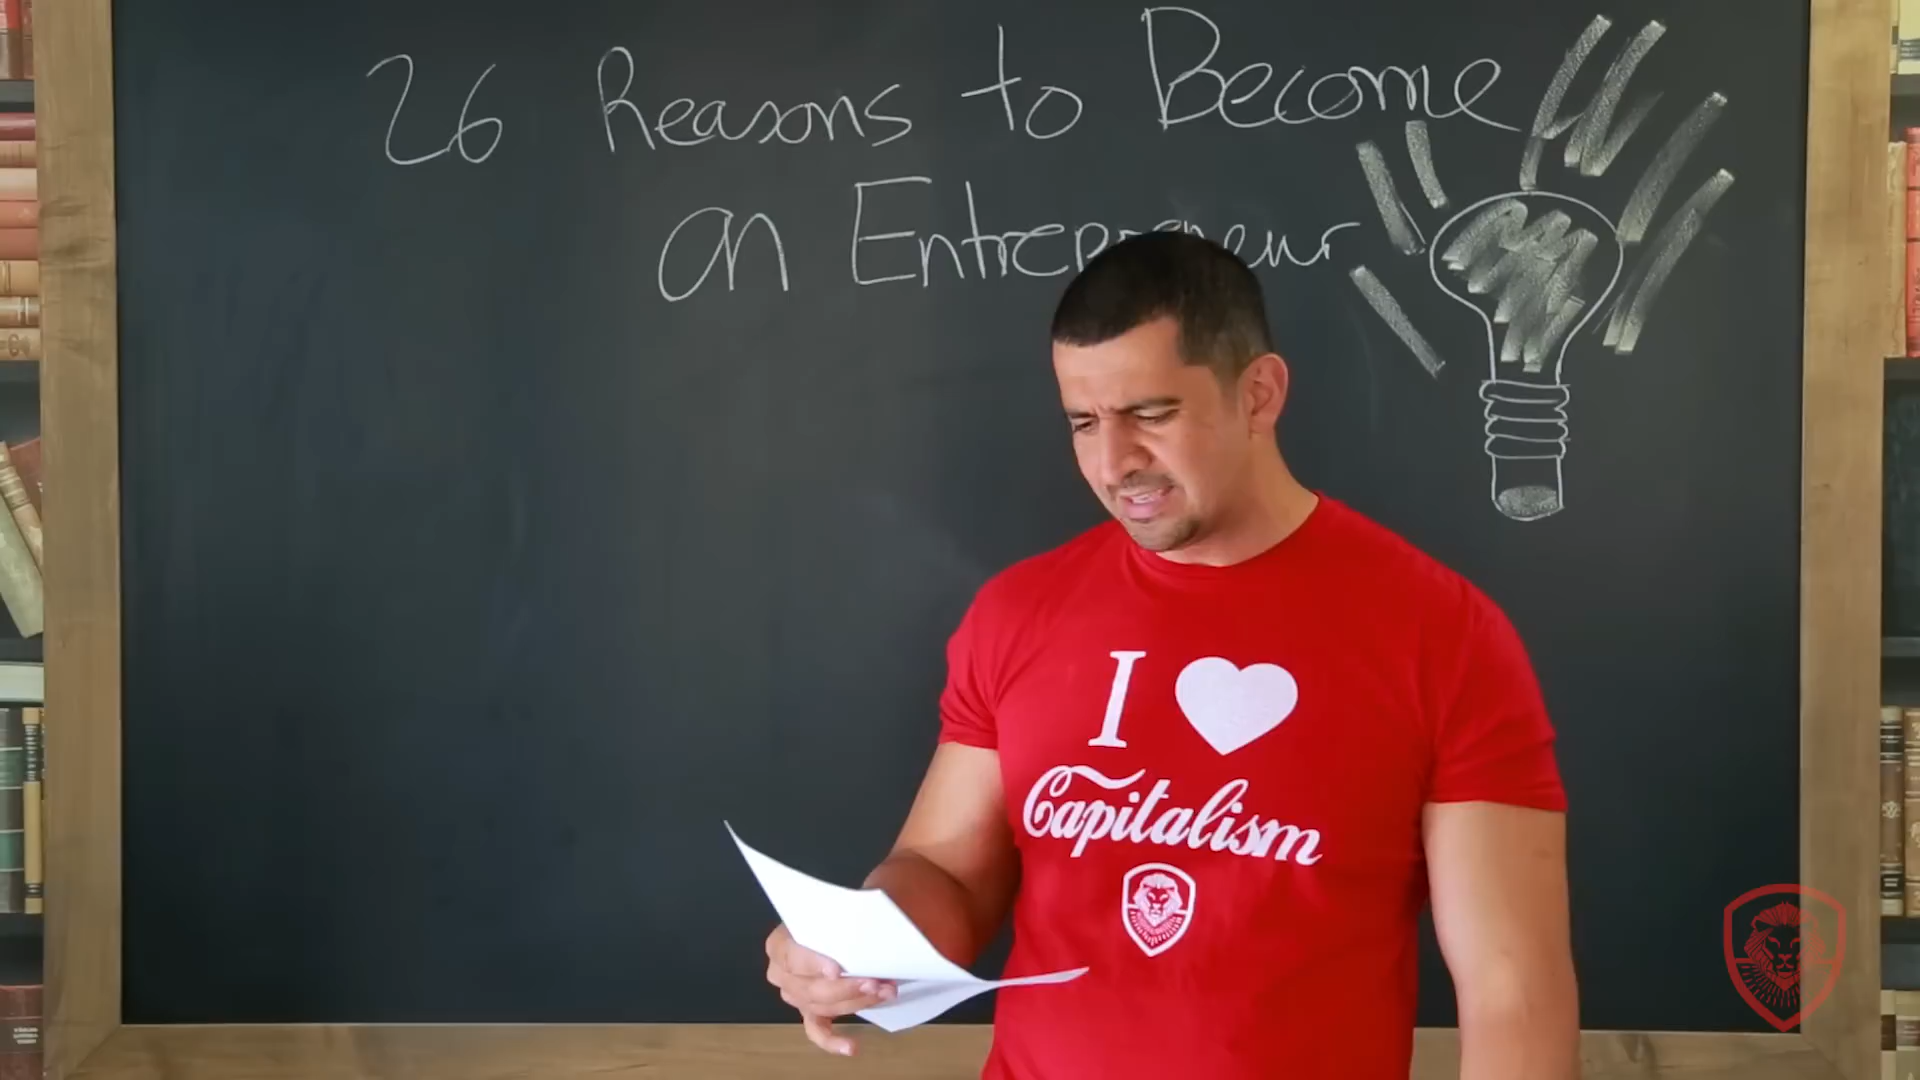 26 Reasons to Become
an Entrepreneur
I
Capitalism